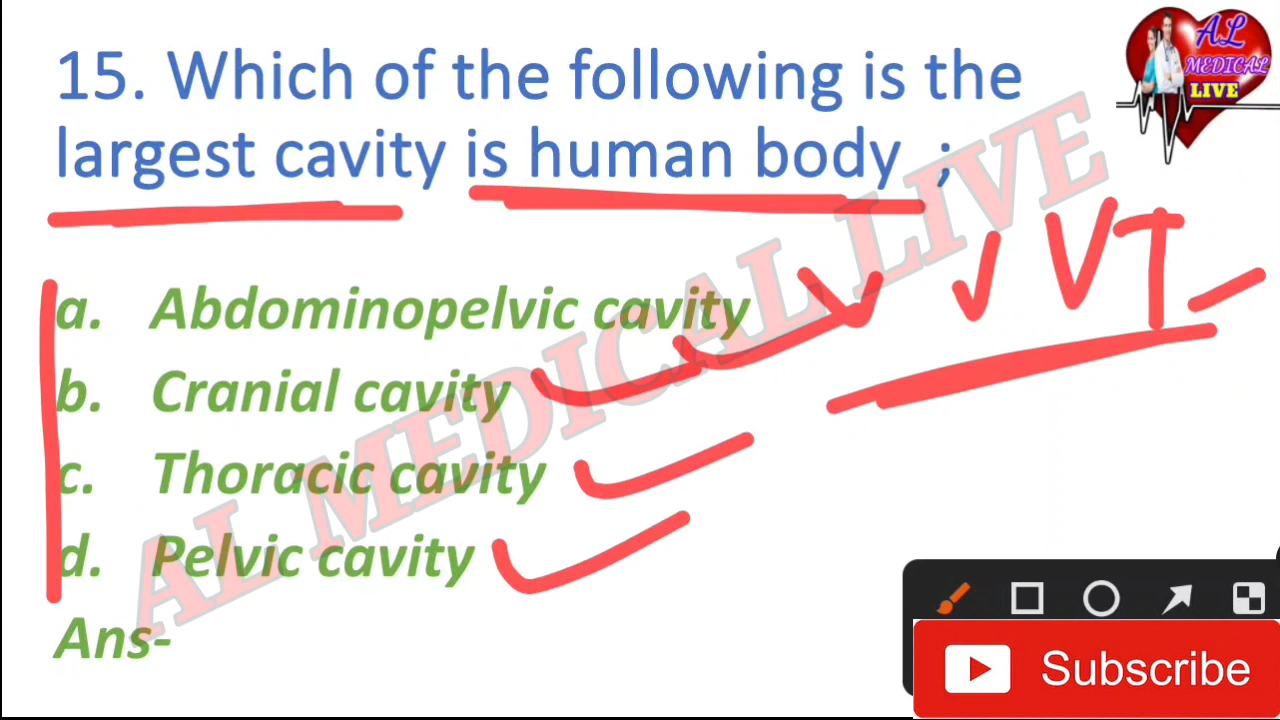 15. Which of the following is the
largest cavity is human body ;
AL
MEDICAL
LIVE
VT
a. Abdominopelvic cavity
b. Cranial cavity
c. Thoracic cavity
d. Pelvic cavity
Ans-
AL MEDICAL LIVE
Subscribe